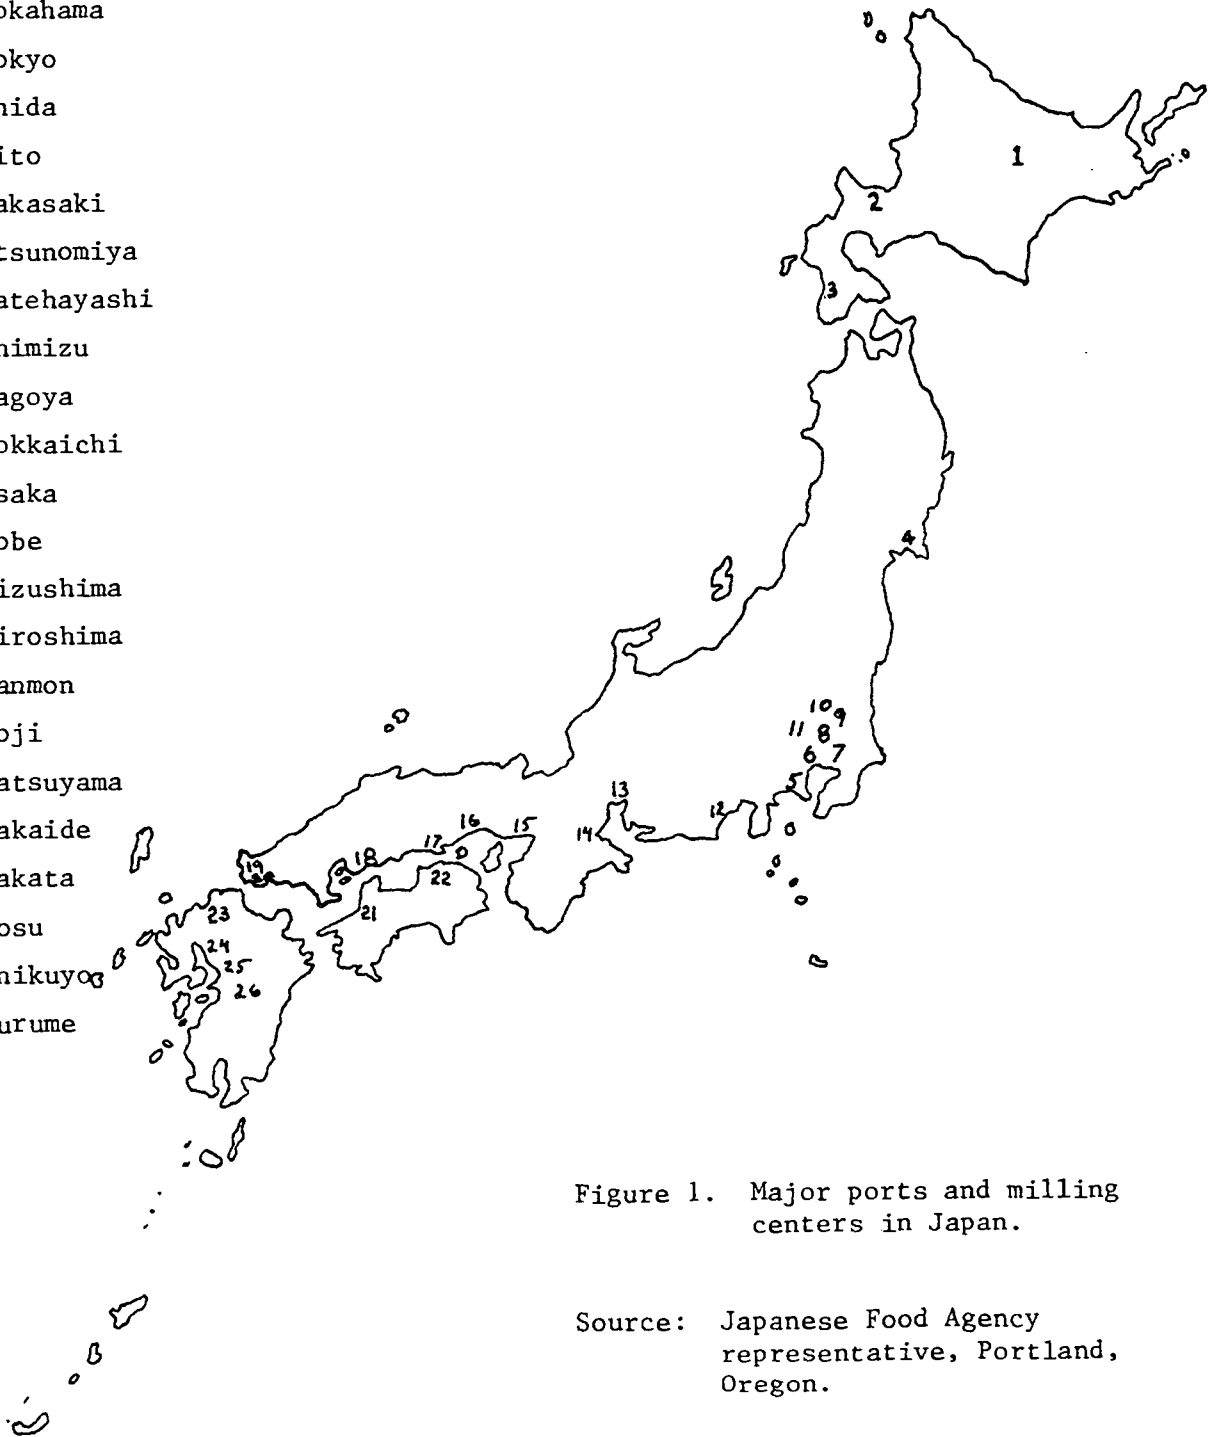 okahama
okyo
hida
ito
akasaki
tsunomiya
atehayashi
himizu
agoya
okkaichi
saka
obe
izushima
iroshima
anmon
oji
atsuyama
akaide
akata
osu
hikuyo
urume
1
2
3
4
10
9
11
8
6
7
5
13
12
14
16
15
17
18
19
20
22
21
23
24
25
26
Figure 1. Major ports and milling
centers in Japan.
Source: Japanese Food Agency
representative, Portland,
Oregon.